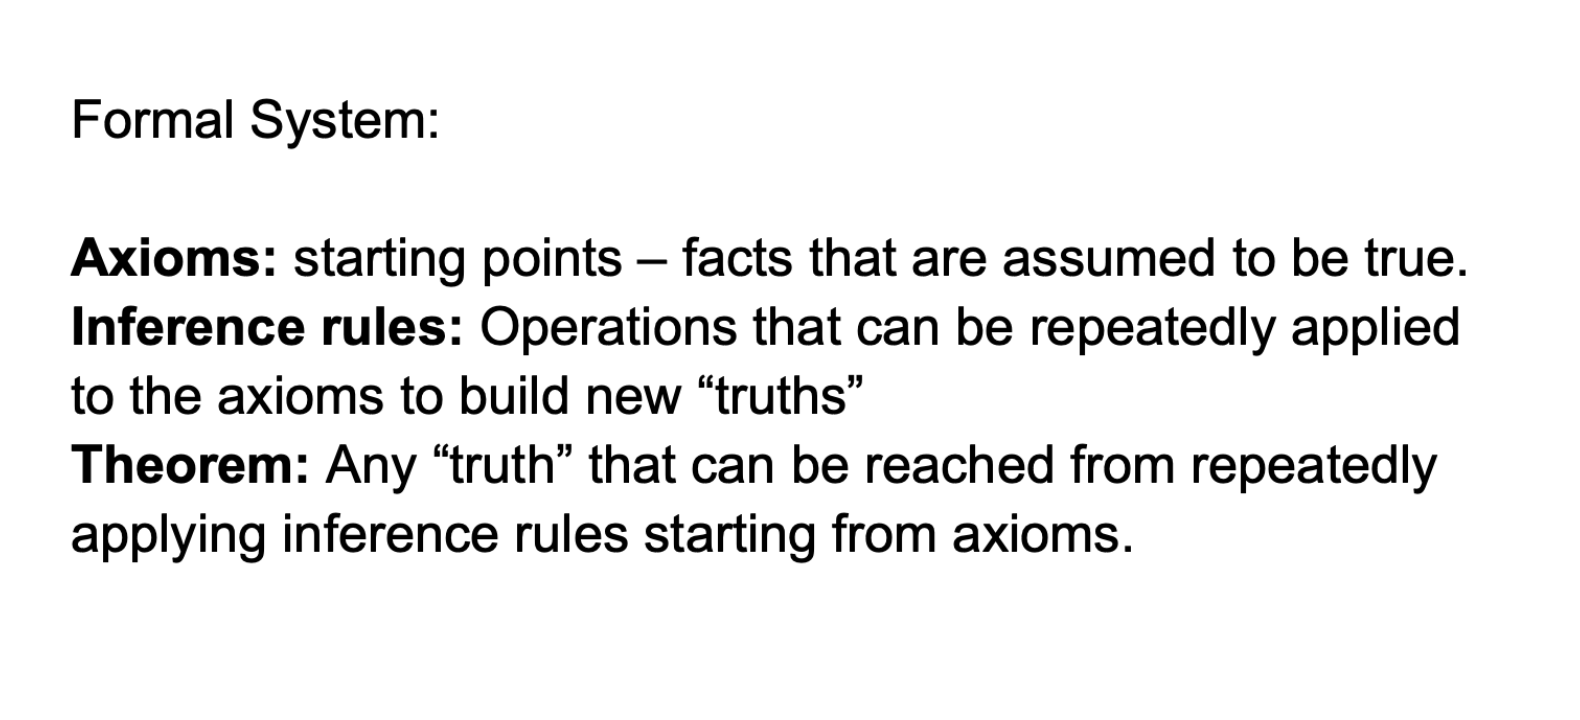 Formal System:
Axioms: starting points – facts that are assumed to be true.
Inference rules: Operations that can be repeatedly applied
to the axioms to build new “truths”
Theorem: Any “truth” that can be reached from repeatedly
applying inference rules starting from axioms.